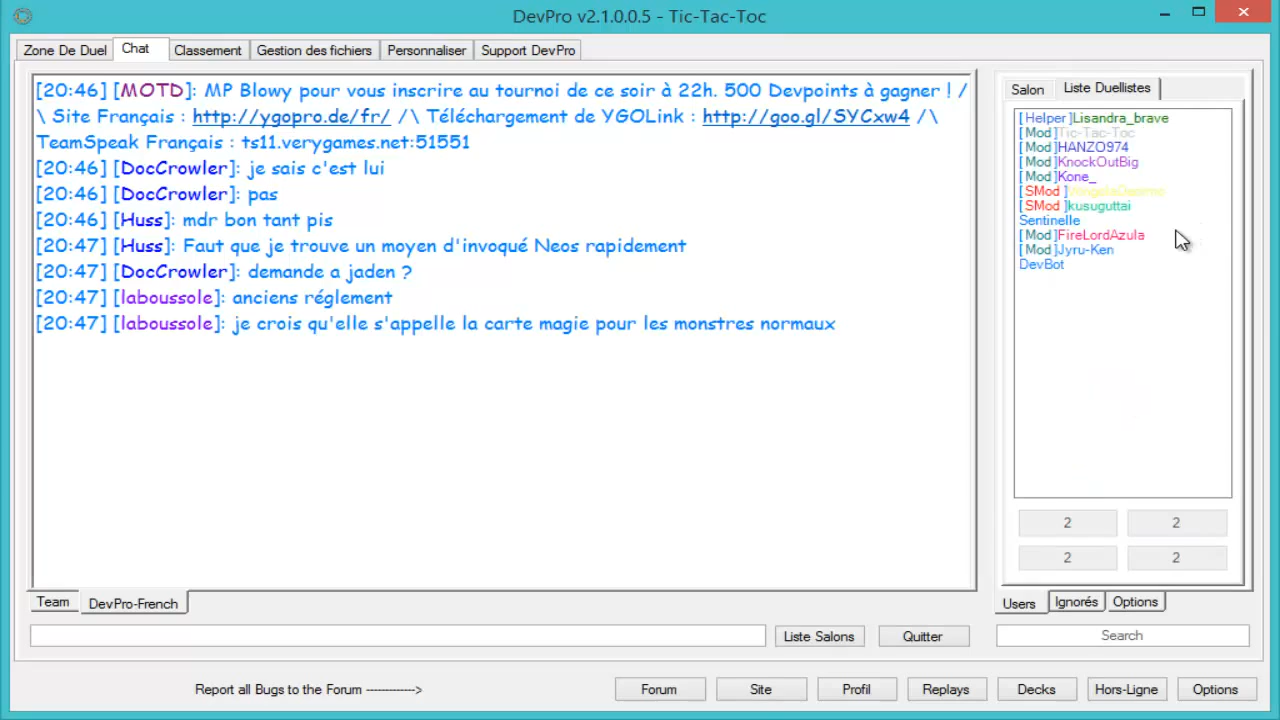 DevPro v2.1.0.0.5 - Tic-Tac-Toc
Zone De Duel Chat Classement Gestion des fichiers Personnaliser Support DevPro
[20:46] [MOTD]: MP Blowy pour vous inscrire au tournoi de ce soir à 22h. 500 Devpoints à gagner ! /
\ Site Français : http://ygopro.de/fr/ /\ Téléchargement de YGOLink : http://goo.gl/SYCxw4 /\
TeamSpeak Français : ts11.verygames.net:51551
[20:46] [DocCrowler]: je sais c'est lui
[20:46] [DocCrowler]: pas
[20:46] [Huss]: mdr bon tant pis
[20:47] [Huss]: Faut que je trouve un moyen d'invoqué Neos rapidement
[20:47] [DocCrowler]: demande a jaden ?
[20:47] [laboussole]: anciens réglement
[20:47] [laboussole]: je crois qu'elle s'appelle la carte magie pour les monstres normaux
Team DevPro-French
Liste Salons Quitter
Salon Liste Duellistes
[Helper]Lisandra_brave
[Mod]Tic-Tac-Toc
[Mod]HANZO974
[Mod]KnockOutBig
[Mod]Kone_
[SMod ]
[SMod ]kusuguttai
Sentinelle
[Mod]FireLordAzula
[Mod]Jyru-Ken
DevBot
2 2
2 2
Users Ignorés Options
Search
Report all Bugs to the Forum ------------->
Forum Site Profil Replays Decks Hors-Ligne Options